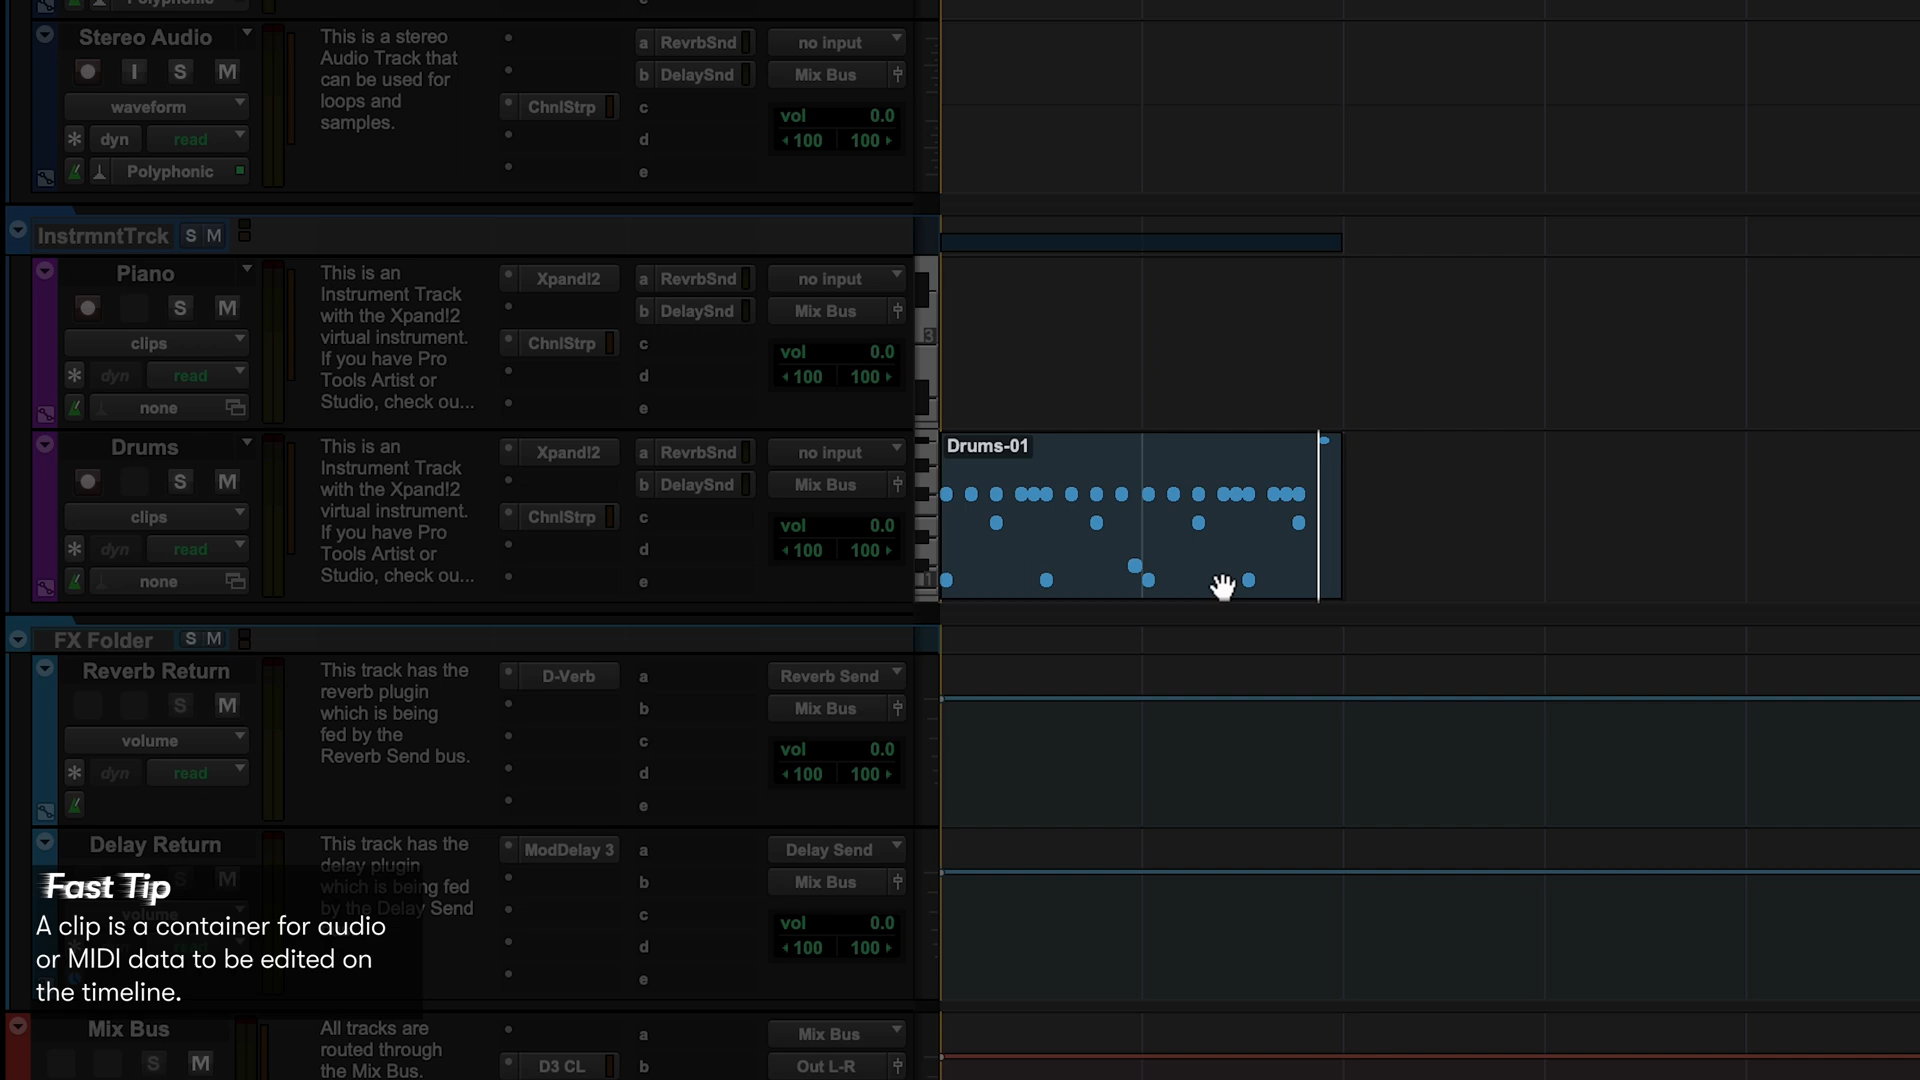 Polyphonic
e
Stereo Audio
I S M
waveform
dyn read
Polyphonic
This is a stereo
Audio Track that
can be used for
loops and
samples.
ChnlStrp
a RevrbSnd
b DelaySnd
c
d
e
no input
Mix Bus
vol 0.0
100 100
InstrmntTrck S M
Piano
S M
clips
dyn read
none
This is an
Instrument Track
with the Xpand!2
virtual instrument.
If you have Pro
Tools Artist or
Studio, check ou...
Xpand!2
ChnlStrp
a RevrbSnd
b DelaySnd
c
d
e
no input
Mix Bus
vol 0.0
100 100
3
Drums
S M
clips
dyn read
none
This is an
Instrument Track
with the Xpand!2
virtual instrument.
If you have Pro
Tools Artist or
Studio, check ou...
Xpand!2
ChnlStrp
a RevrbSnd
b DelaySnd
c
d
e
no input
Mix Bus
vol 0.0
100 100
1
Drums-01
FX Folder S M
Reverb Return
S M
volume
dyn read
This track has the
reverb plugin
which is being
fed by the
Reverb Send bus.
D-Verb
a
b
c
d
e
Reverb Send
Mix Bus
vol 0.0
100 100
Delay Return
S M
volume
This track has the
delay plugin
which is being fed
by the Delay Send
ModDelay 3
a
b
c
d
e
Delay Send
Mix Bus
vol 0.0
100 100
Fast Tip
A clip is a container for audio
or MIDI data to be edited on
the timeline.
Mix Bus
S M
All tracks are
routed through
the Mix Bus.
D3 CL
a
b
Mix Bus
Out L-R